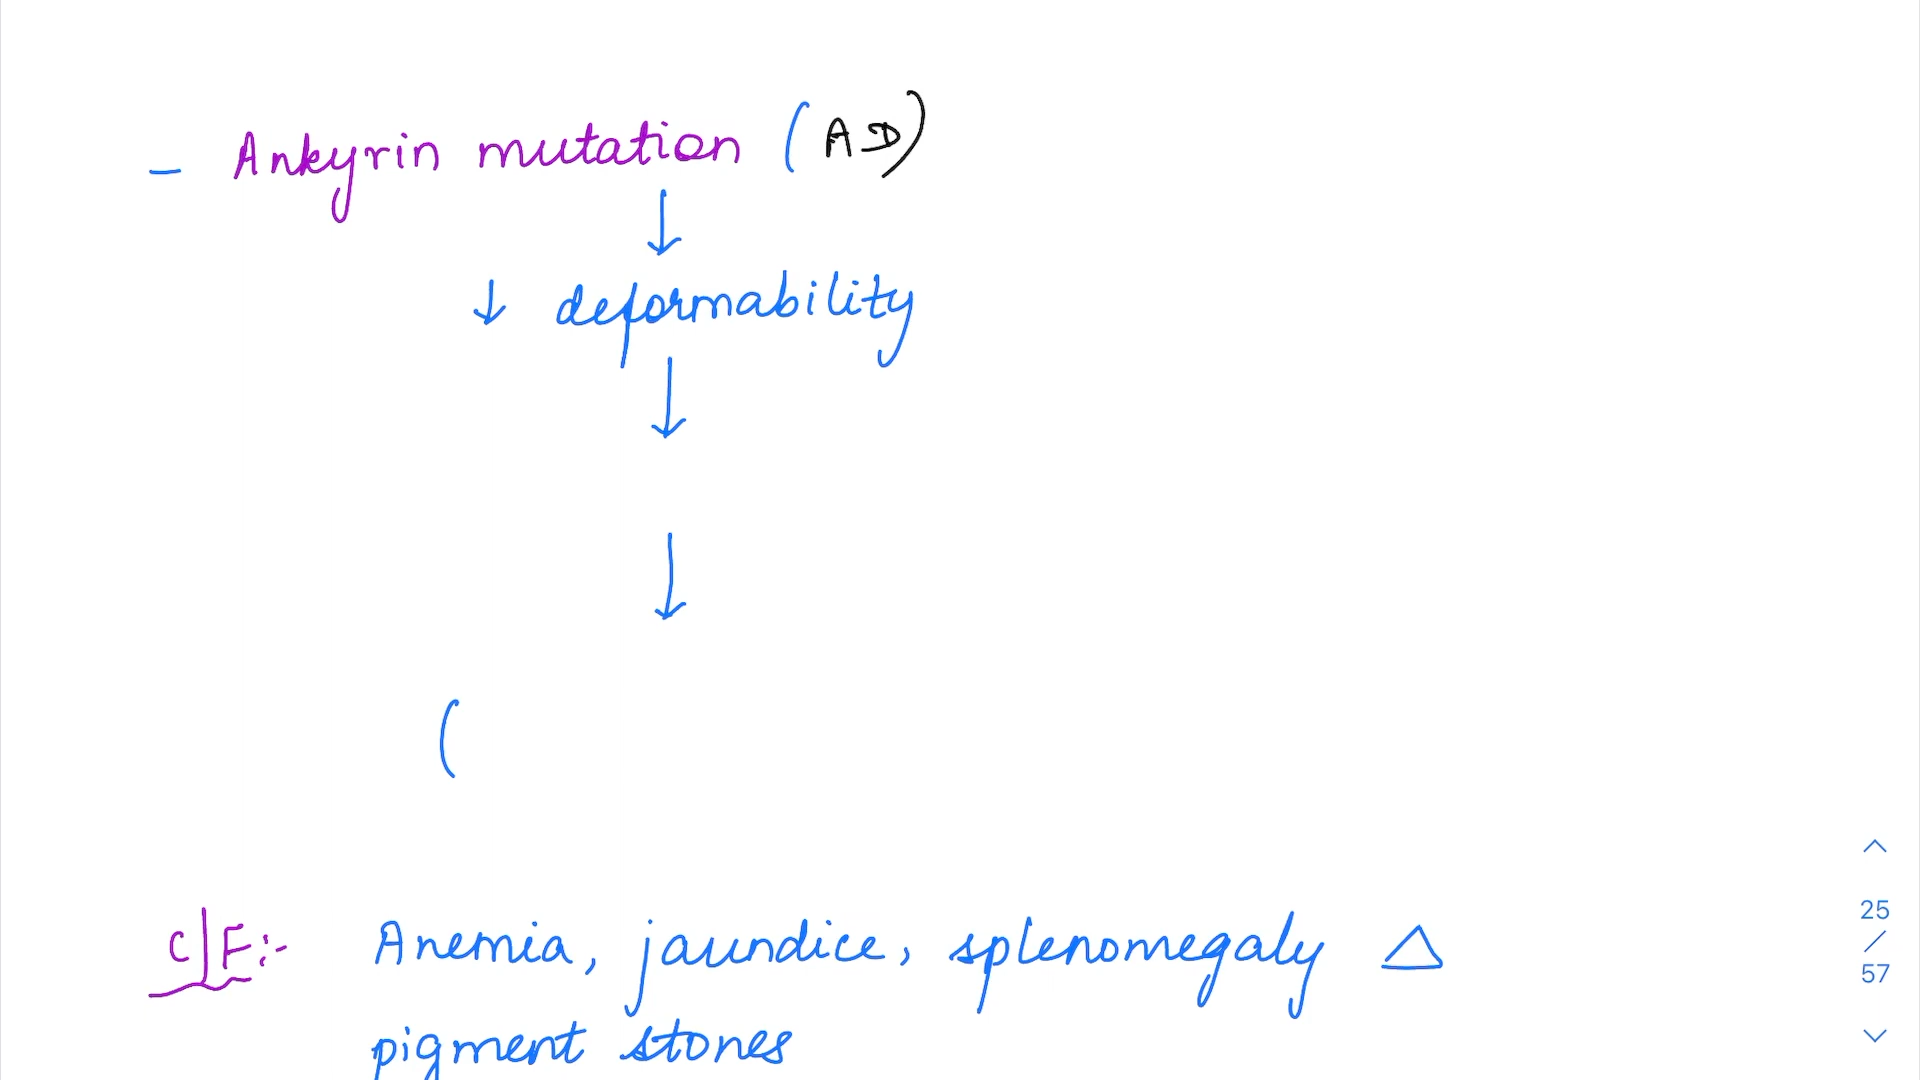 - Ankyrin mutation (AD)
↓
↓ deformability
↓
↓
(
C/F:- Anemia, jaundice, splenomegaly △
pigment stones
25
/
57